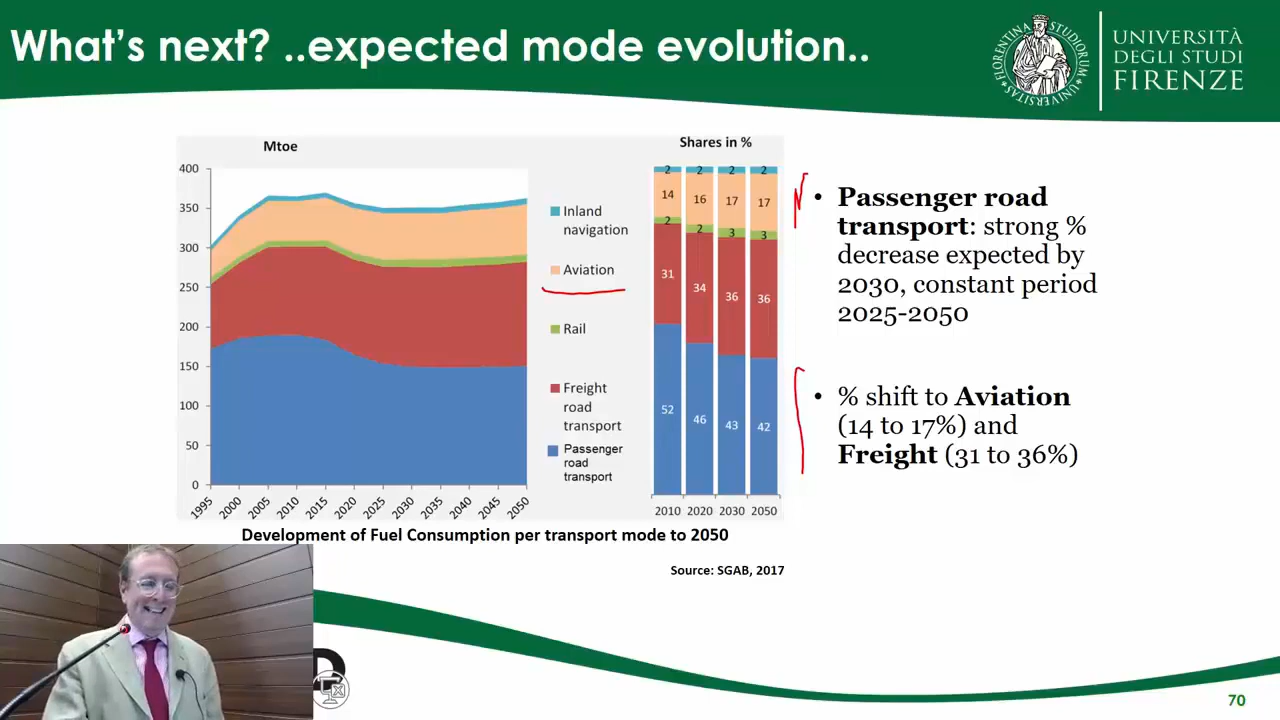 What's next? ..expected mode evolution..
FLORENTINA STUDIORUM UNIVERSITAS
UNIVERSITÀ
DEGLI STUDI
FIRENZE
Mtoe
Shares in %
400
350
300
250
200
150
100
50
0
1995
2000
2005
2010
2015
2020
2025
2030
2035
2040
2045
2050
Inland
navigation
Aviation
Rail
Freight
road
transport
Passenger
road
transport
2 2 2 2
14 16 17 17
2 2 3 3
31 34 36 36
52 46 43 42
2010 2020 2030 2050
Development of Fuel Consumption per transport mode to 2050
Source: SGAB, 2017
• Passenger road
transport: strong %
decrease expected by
2030, constant period
2025-2050
• % shift to Aviation
(14 to 17%) and
Freight (31 to 36%)
70